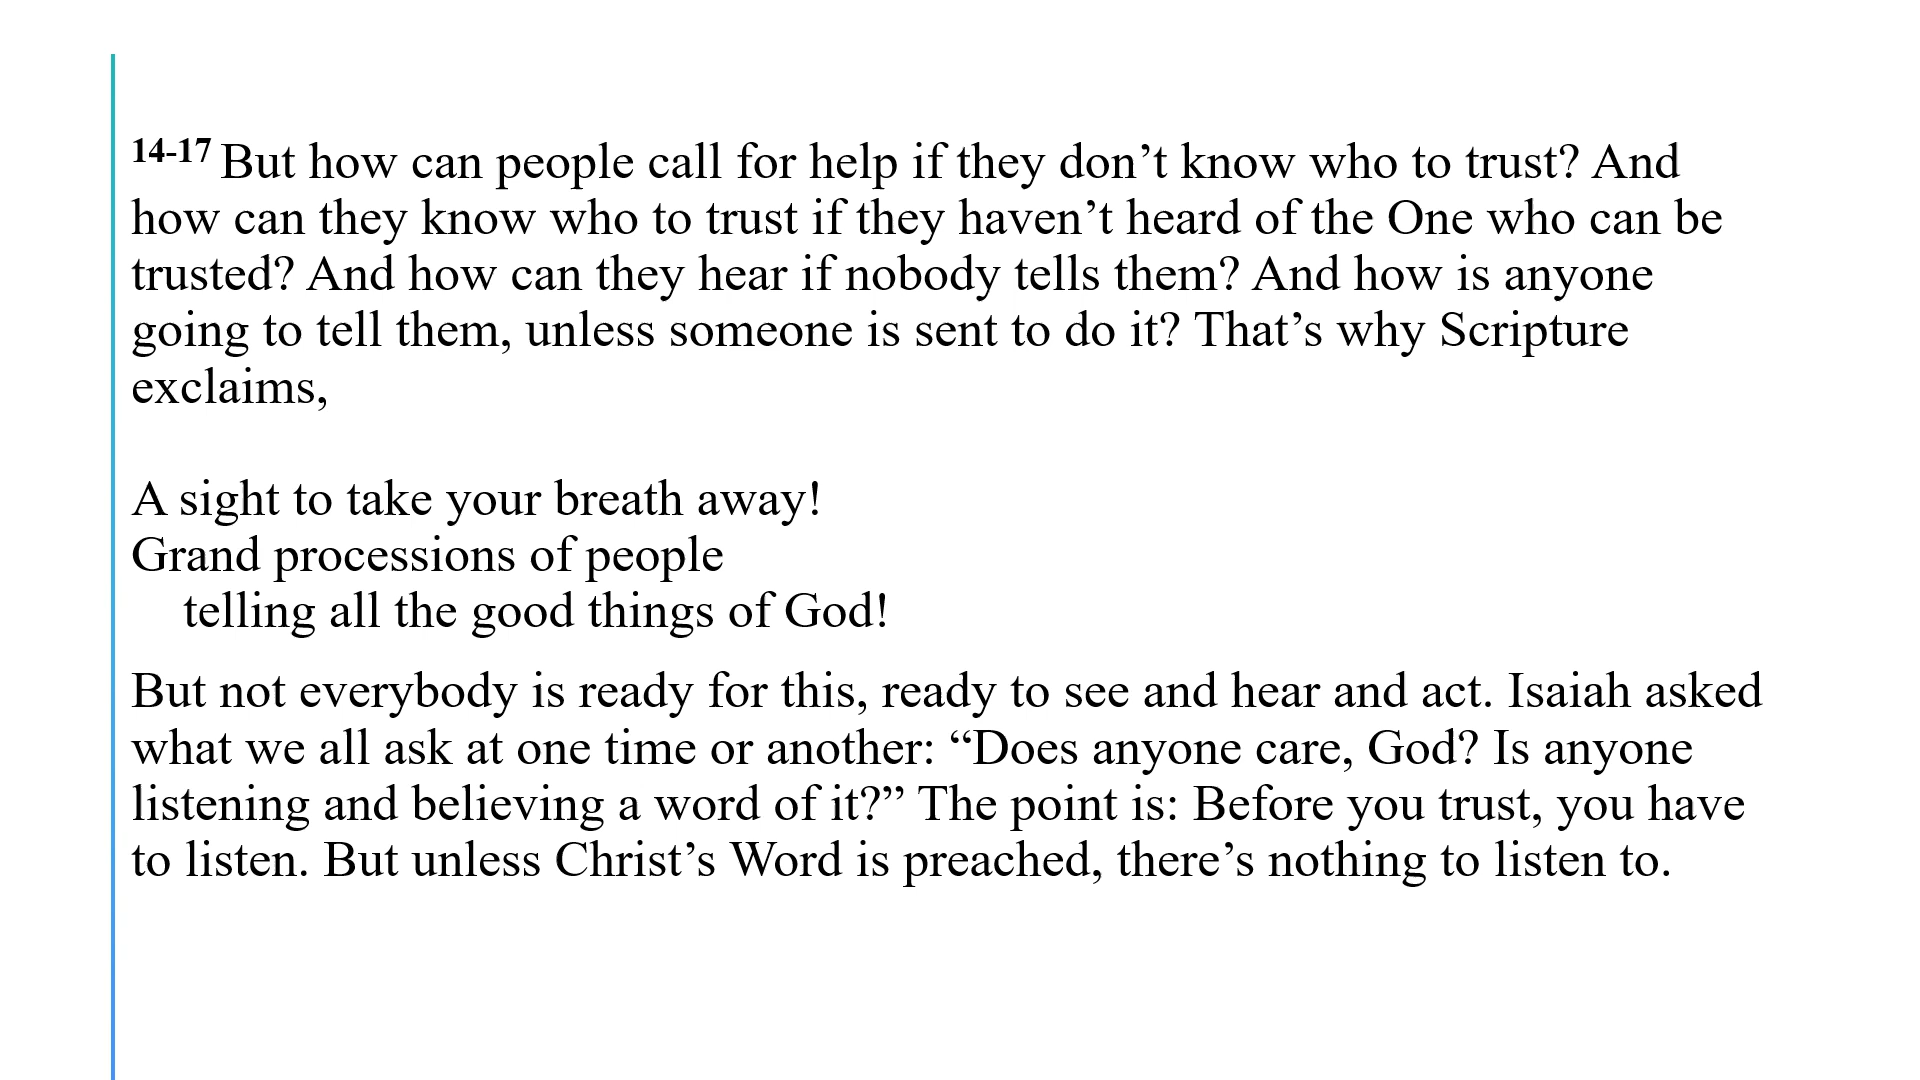 14-17 But how can people call for help if they don’t know who to trust? And
how can they know who to trust if they haven’t heard of the One who can be
trusted? And how can they hear if nobody tells them? And how is anyone
going to tell them, unless someone is sent to do it? That’s why Scripture
exclaims,
A sight to take your breath away!
Grand processions of people
telling all the good things of God!
But not everybody is ready for this, ready to see and hear and act. Isaiah asked
what we all ask at one time or another: “Does anyone care, God? Is anyone
listening and believing a word of it?” The point is: Before you trust, you have
to listen. But unless Christ’s Word is preached, there’s nothing to listen to.